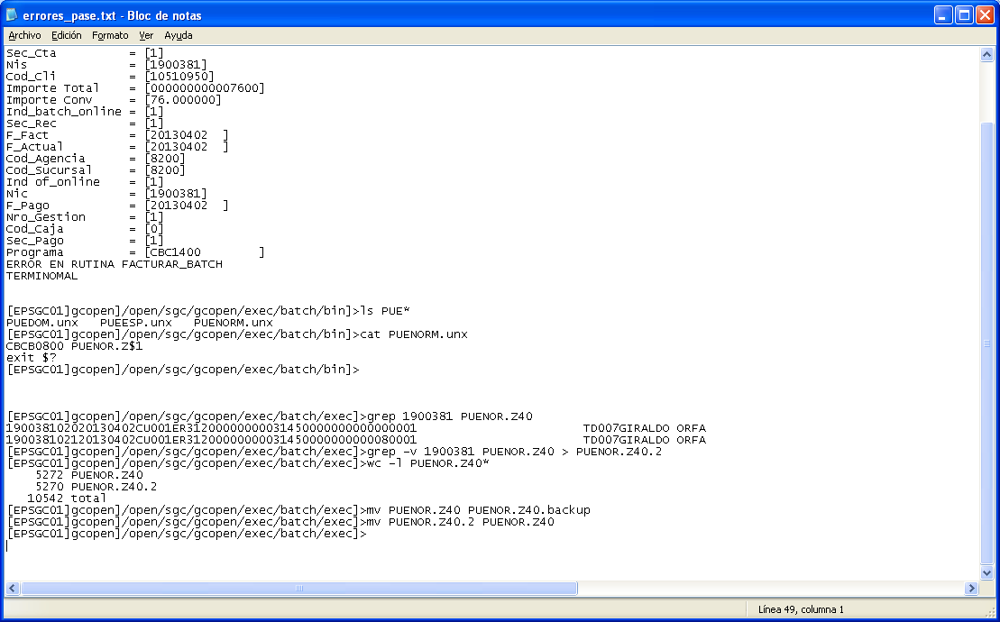 errores_pase.txt - Bloc de notas
Archivo Edición Formato Ver Ayuda
Sec_Cta          = [1]
Nis              = [1900381]
Cod_Cli          = [10510950]
Importe Total    = [000000000007600]
Importe Conv     = [76.000000]
Ind_batch_online = [1]
Sec_Rec          = [1]
F_Fact           = [20130402  ]
F_Actual         = [20130402  ]
Cod_Agencia      = [8200]
Cod_Sucursal     = [8200]
Ind of_online    = [1]
Nic              = [1900381]
F_Pago           = [20130402  ]
Nro_Gestion      = [1]
Cod_Caja         = [0]
Sec_Pago         = [1]
Programa         = [CBC1400        ]
ERROR EN RUTINA FACTURAR_BATCH
TERMINOMAL
[EPSGC01]gcopen]/open/sgc/gcopen/exec/batch/bin]>ls PUE*
PUEDOM.unx   PUEESP.unx   PUENORM.unx
[EPSGC01]gcopen]/open/sgc/gcopen/exec/batch/bin]>cat PUENORM.unx
CBCB0800 PUENOR.Z$1
exit $?
[EPSGC01]gcopen]/open/sgc/gcopen/exec/batch/bin]>
[EPSGC01]gcopen]/open/sgc/gcopen/exec/batch/exec]>grep 1900381 PUENOR.Z40
190038102020130402CU001ER3120000000003145000000000000001                       TD007GIRALDO ORFA
190038102120130402CU001ER3120000000003145000000000080001                       TD007GIRALDO ORFA
[EPSGC01]gcopen]/open/sgc/gcopen/exec/batch/exec]>grep -v 1900381 PUENOR.Z40 > PUENOR.Z40.2
[EPSGC01]gcopen]/open/sgc/gcopen/exec/batch/exec]>wc -l PUENOR.Z40*
    5272 PUENOR.Z40
    5270 PUENOR.Z40.2
   10542 total
[EPSGC01]gcopen]/open/sgc/gcopen/exec/batch/exec]>mv PUENOR.Z40 PUENOR.Z40.backup
[EPSGC01]gcopen]/open/sgc/gcopen/exec/batch/exec]>mv PUENOR.Z40.2 PUENOR.Z40
[EPSGC01]gcopen]/open/sgc/gcopen/exec/batch/exec]>
Línea 49, columna 1